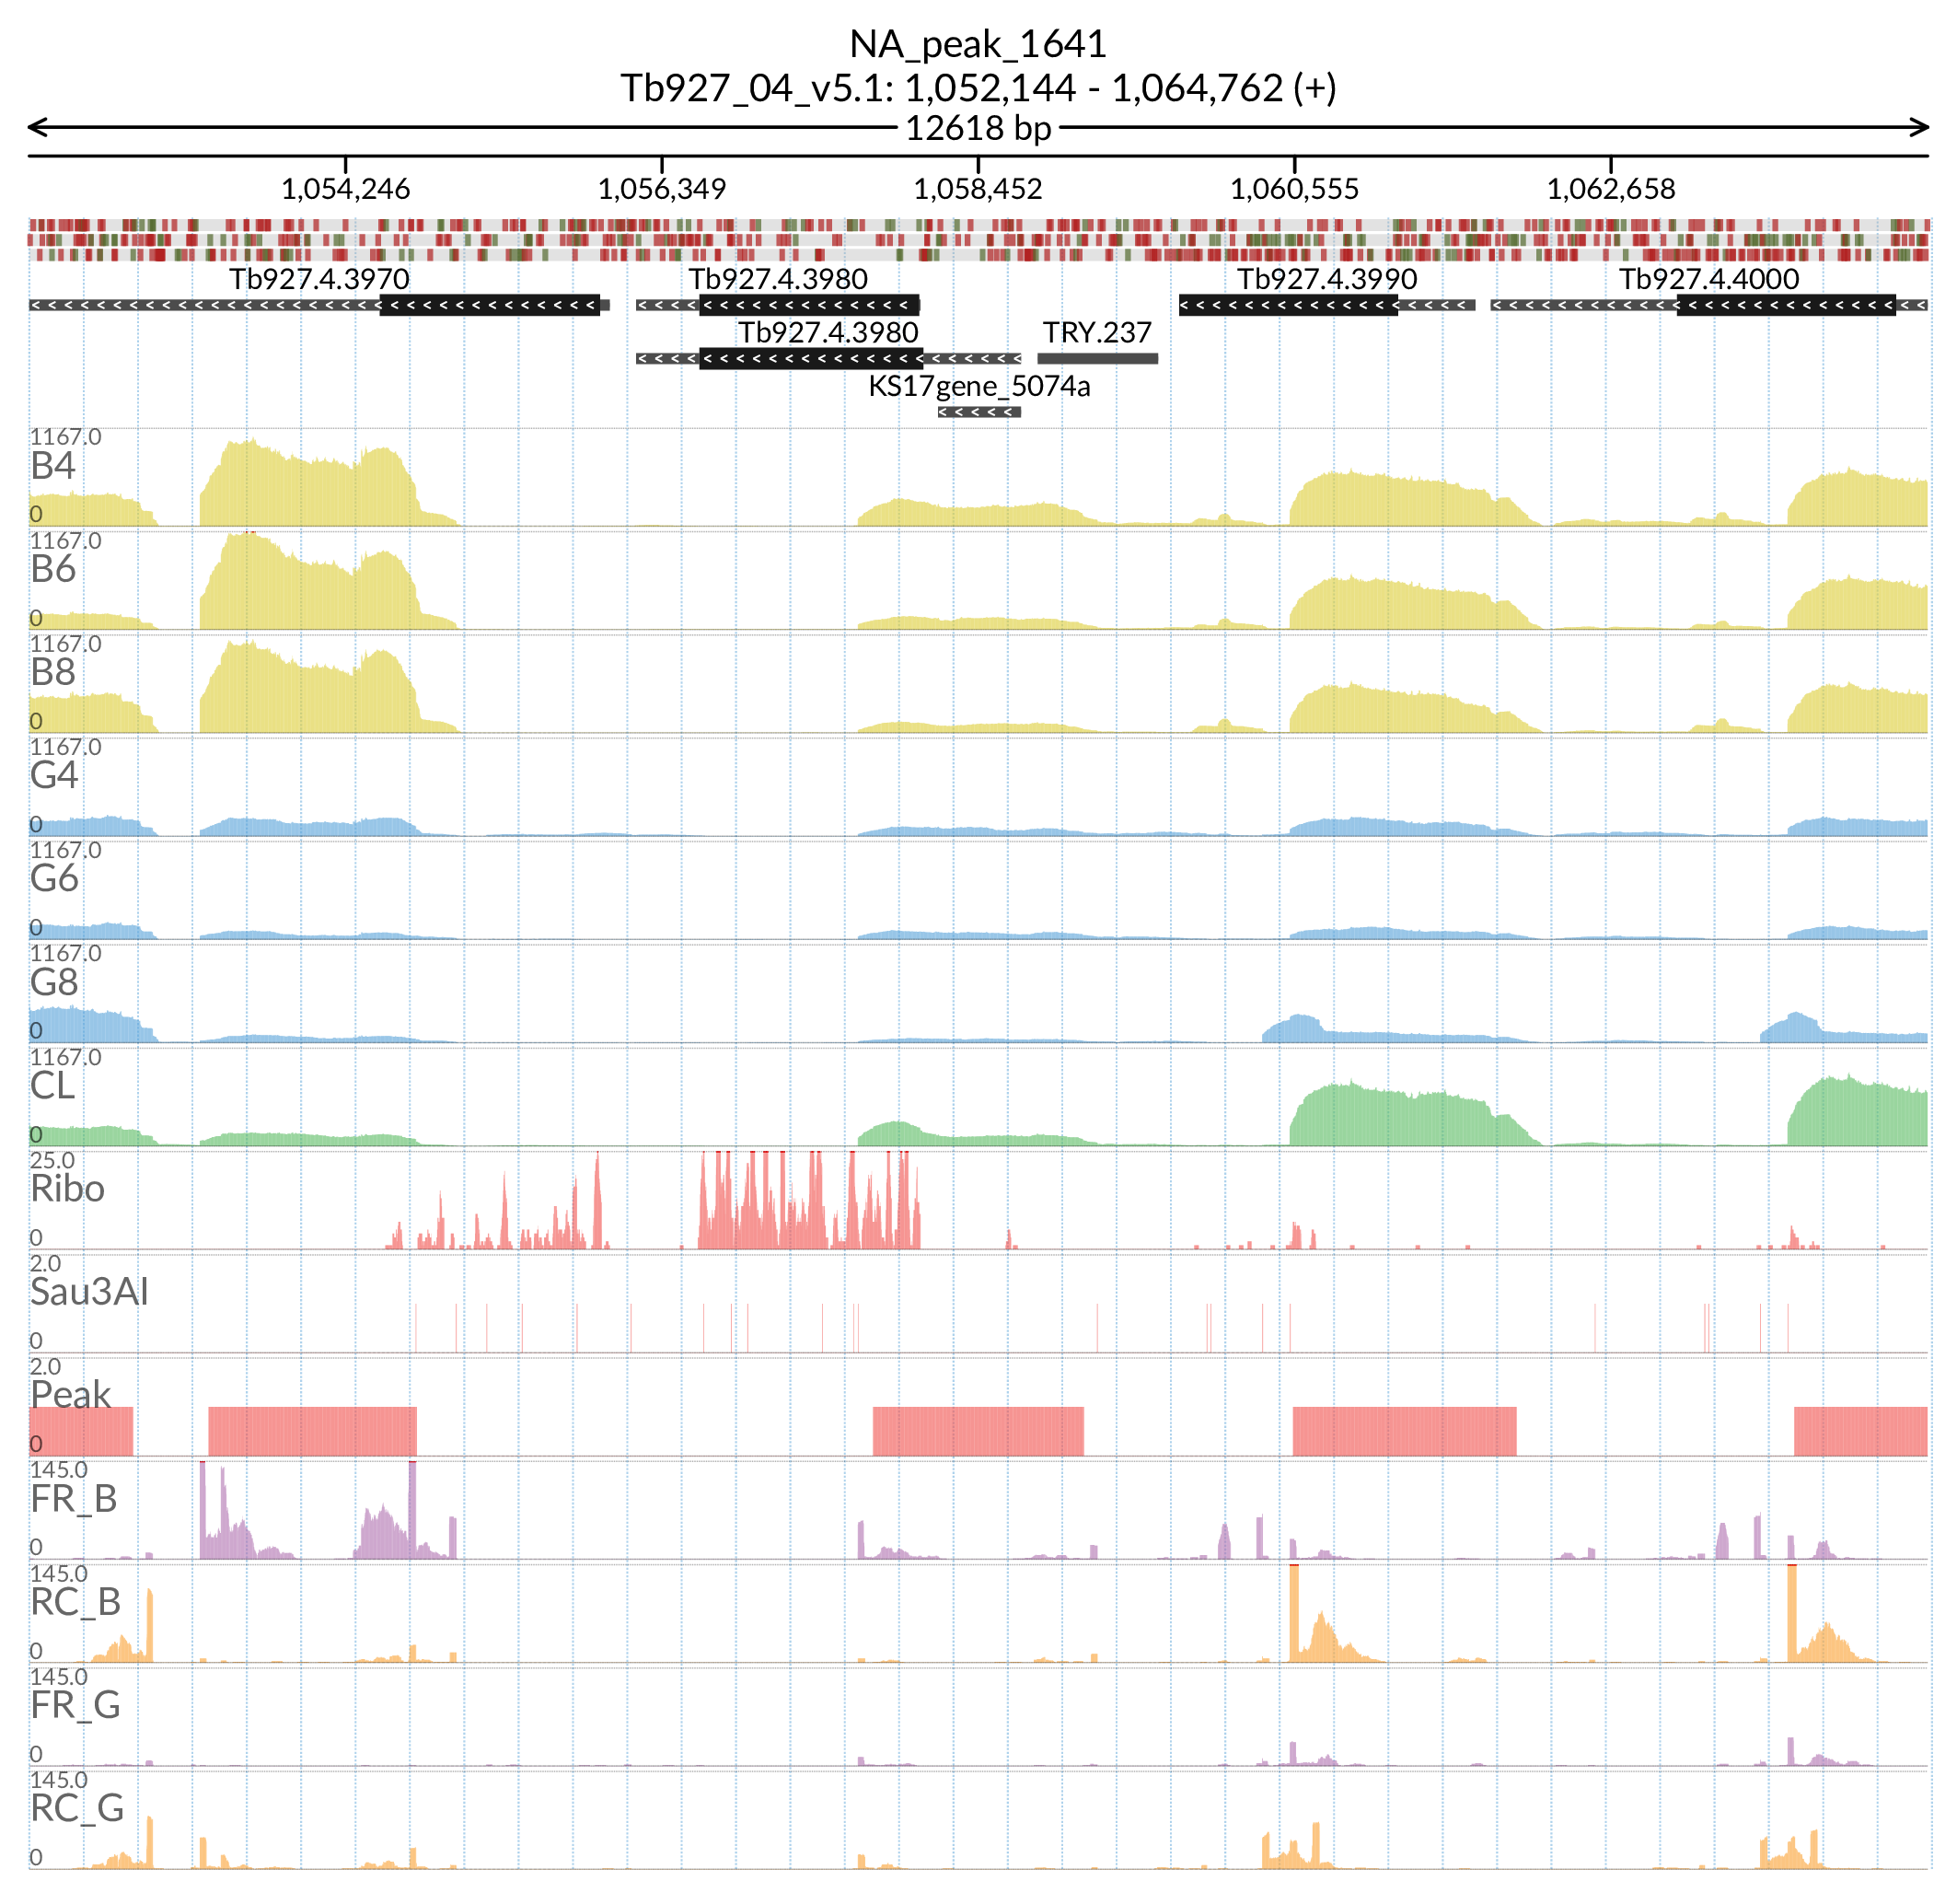 NA_peak_1641
Tb927_04_v5.1: 1,052,144 - 1,064,762 (+)
12618 bp
1,054,246 1,056,349 1,058,452 1,060,555 1,062,658
Tb927.4.3970 Tb927.4.3980 Tb927.4.3990 Tb927.4.4000
Tb927.4.3980 TRY.237
KS17gene_5074a
1167.0
B4
0
1167.0
B6
0
1167.0
B8
0
1167.0
G4
0
1167.0
G6
0
1167.0
G8
0
1167.0
CL
0
25.0
Ribo
0
2.0
Sau3AI
0
2.0
Peak
0
145.0
FR_B
0
145.0
RC_B
0
145.0
FR_G
0
145.0
RC_G
0